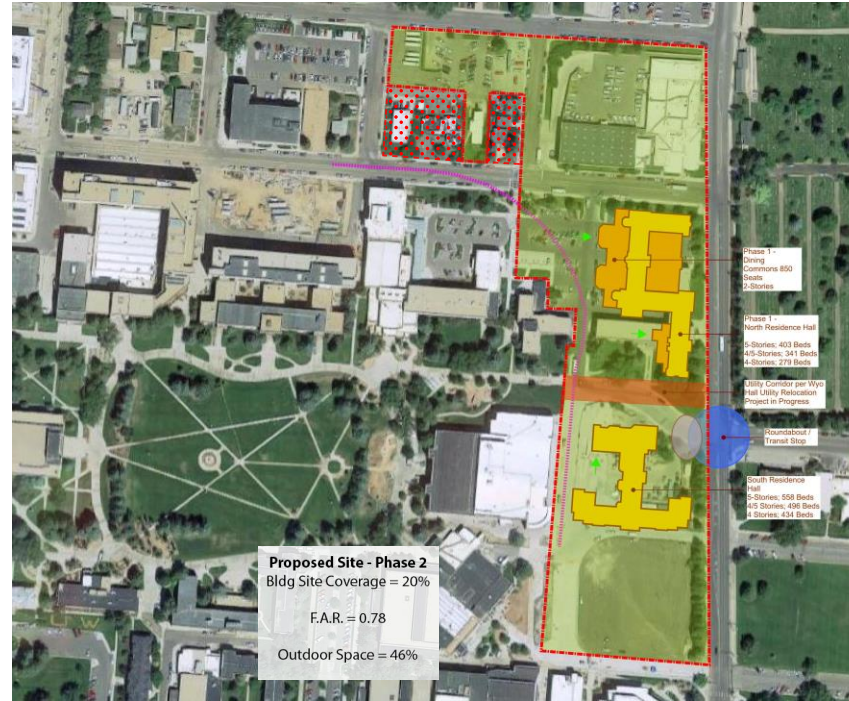 Phase 1 -
Dining
Commons 850
Seats
2-Stories
Phase 1 -
North Residence Hall
5-Stories; 403 Beds
4/5-Stories; 341 Beds
4-Stories; 279 Beds
Utility Corridor per Wyo
Hall Utility Relocation
Project in Progress
Roundabout /
Transit Stop
South Residence
Hall
5-Stories; 558 Beds
4/5 Stories; 496 Beds
4 Stories; 434 Beds
Proposed Site - Phase 2
Bldg Site Coverage = 20%
F.A.R. = 0.78
Outdoor Space = 46%
W